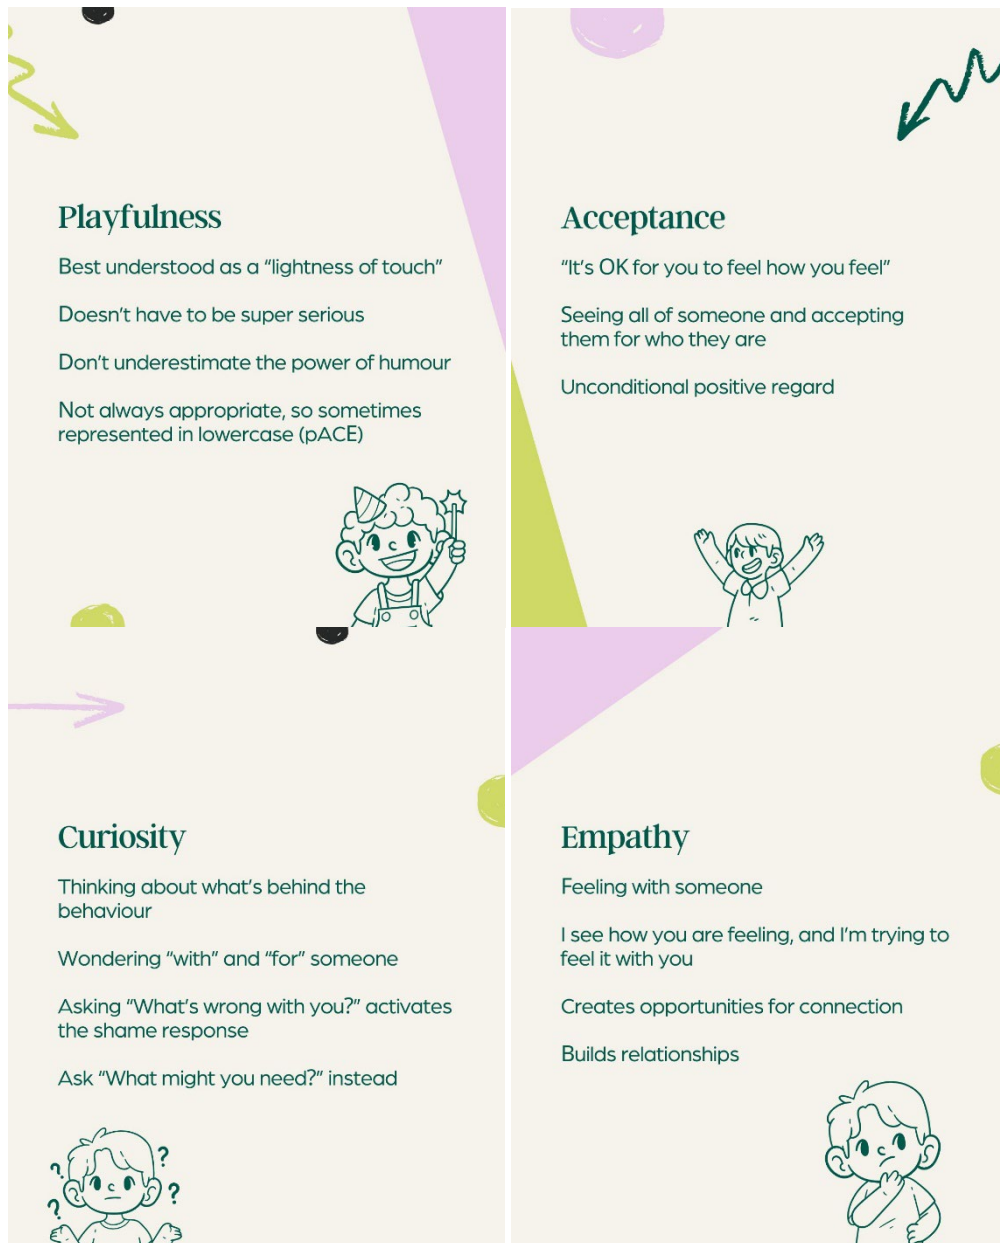 Playfulness
Best understood as a “lightness of touch”
Doesn’t have to be super serious
Don’t underestimate the power of humour
Not always appropriate, so sometimes
represented in lowercase (pACE)
Acceptance
“It’s OK for you to feel how you feel”
Seeing all of someone and accepting
them for who they are
Unconditional positive regard
Curiosity
Thinking about what’s behind the
behaviour
Wondering “with” and “for” someone
Asking “What’s wrong with you?” activates
the shame response
Ask “What might you need?” instead
? ? ? ?
Empathy
Feeling with someone
I see how you are feeling, and I’m trying to
feel it with you
Creates opportunities for connection
Builds relationships